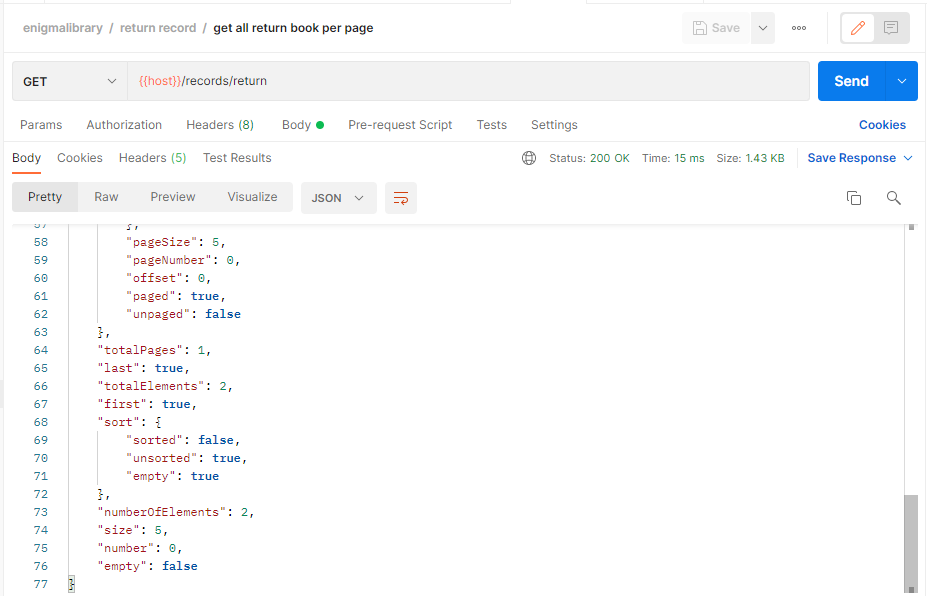 enigmalibrary / return record / get all return book per page
Save
GET
{{host}}/records/return
Send
Params Authorization Headers (8) Body Pre-request Script Tests Settings Cookies
Body Cookies Headers (5) Test Results Status: 200 OK Time: 15 ms Size: 1.43 KB Save Response
Pretty Raw Preview Visualize JSON
57 },
58 "pageSize": 5,
59 "pageNumber": 0,
60 "offset": 0,
61 "paged": true,
62 "unpaged": false
63 },
64 "totalPages": 1,
65 "last": true,
66 "totalElements": 2,
67 "first": true,
68 "sort": {
69 "sorted": false,
70 "unsorted": true,
71 "empty": true
72 },
73 "numberOfElements": 2,
74 "size": 5,
75 "number": 0,
76 "empty": false
77 }